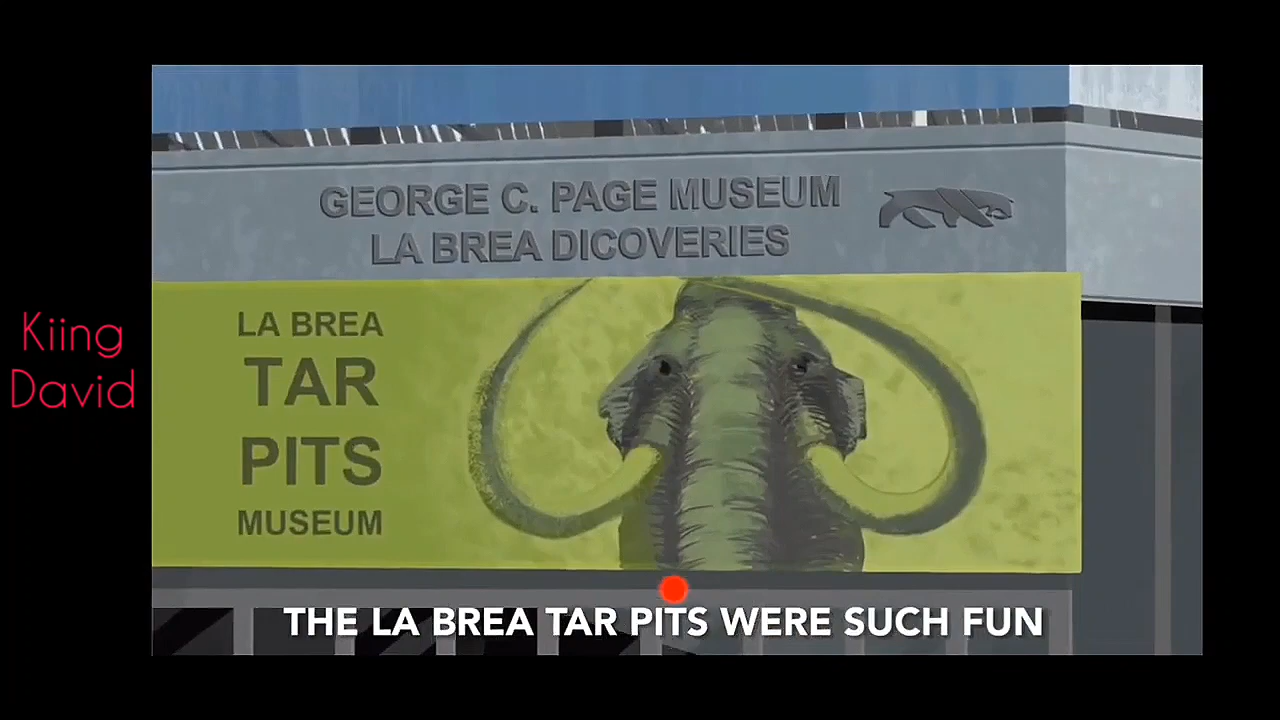 GEORGE C. PAGE MUSEUM
LA BREA DICOVERIES
LA BREA
TAR
PITS
MUSEUM
Kiing
David
THE LA BREA TAR PITS WERE SUCH FUN